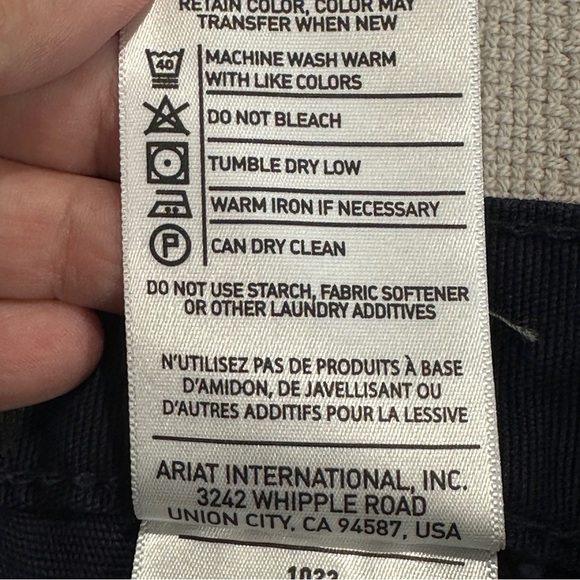 RETAIN COLOR, COLOR MAY
TRANSFER WHEN NEW
40
MACHINE WASH WARM
WITH LIKE COLORS
DO NOT BLEACH
TUMBLE DRY LOW
WARM IRON IF NECESSARY
P
CAN DRY CLEAN
DO NOT USE STARCH, FABRIC SOFTENER
OR OTHER LAUNDRY ADDITIVES
N'UTILISEZ PAS DE PRODUITS À BASE
D'AMIDON, DE JAVELLISANT OU
D'AUTRES ADDITIFS POUR LA LESSIVE
ARIAT INTERNATIONAL, INC.
3242 WHIPPLE ROAD
UNION CITY, CA 94587, USA
1022